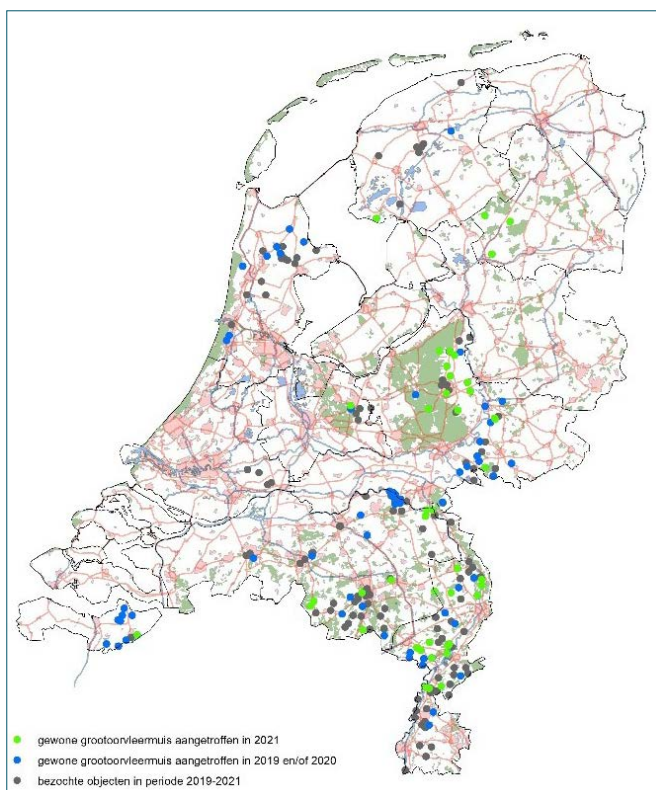 gewone grootoorvleermuis aangetroffen in 2021
gewone grootoorvleermuis aangetroffen in 2019 en/of 2020
bezochte objecten in periode 2019-2021